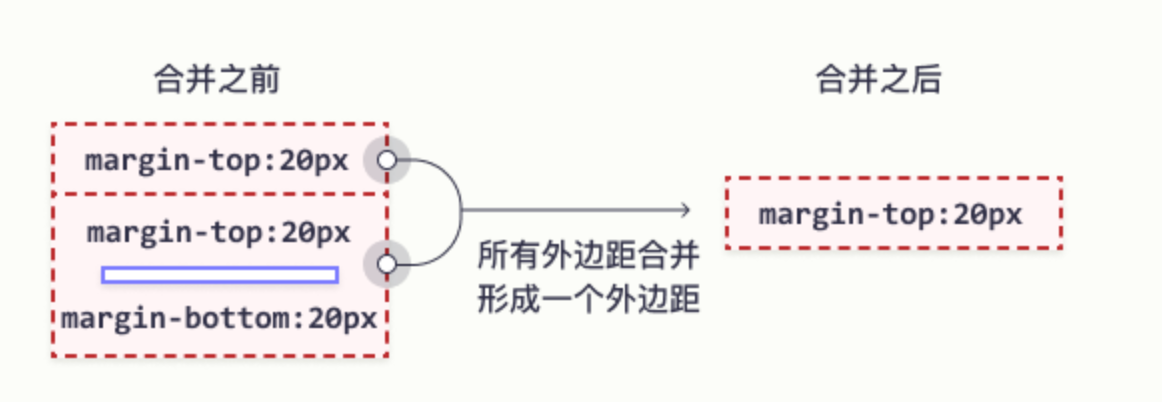 合并之前
合并之后
margin-top:20px
margin-top:20px
margin-bottom:20px
所有外边距合并
形成一个外边距
margin-top:20px